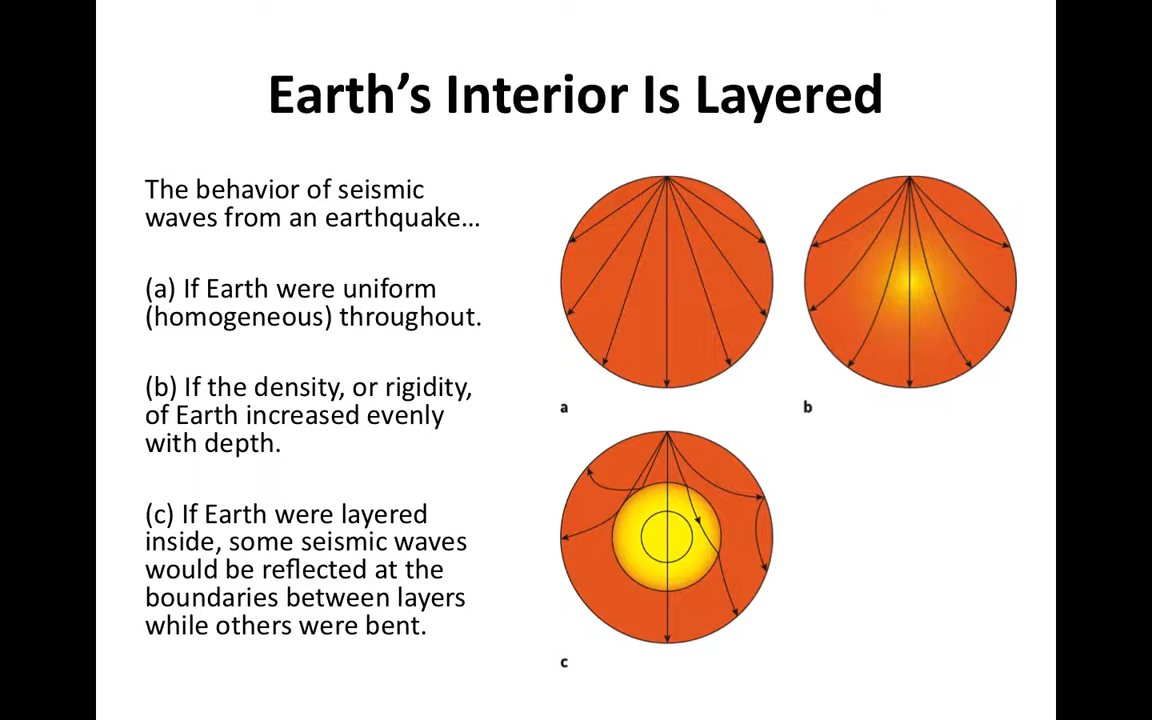 Earth’s Interior Is Layered
The behavior of seismic
waves from an earthquake…
(a) If Earth were uniform
(homogeneous) throughout.
(b) If the density, or rigidity,
of Earth increased evenly
with depth.
(c) If Earth were layered
inside, some seismic waves
would be reflected at the
boundaries between layers
while others were bent.
a
b
c